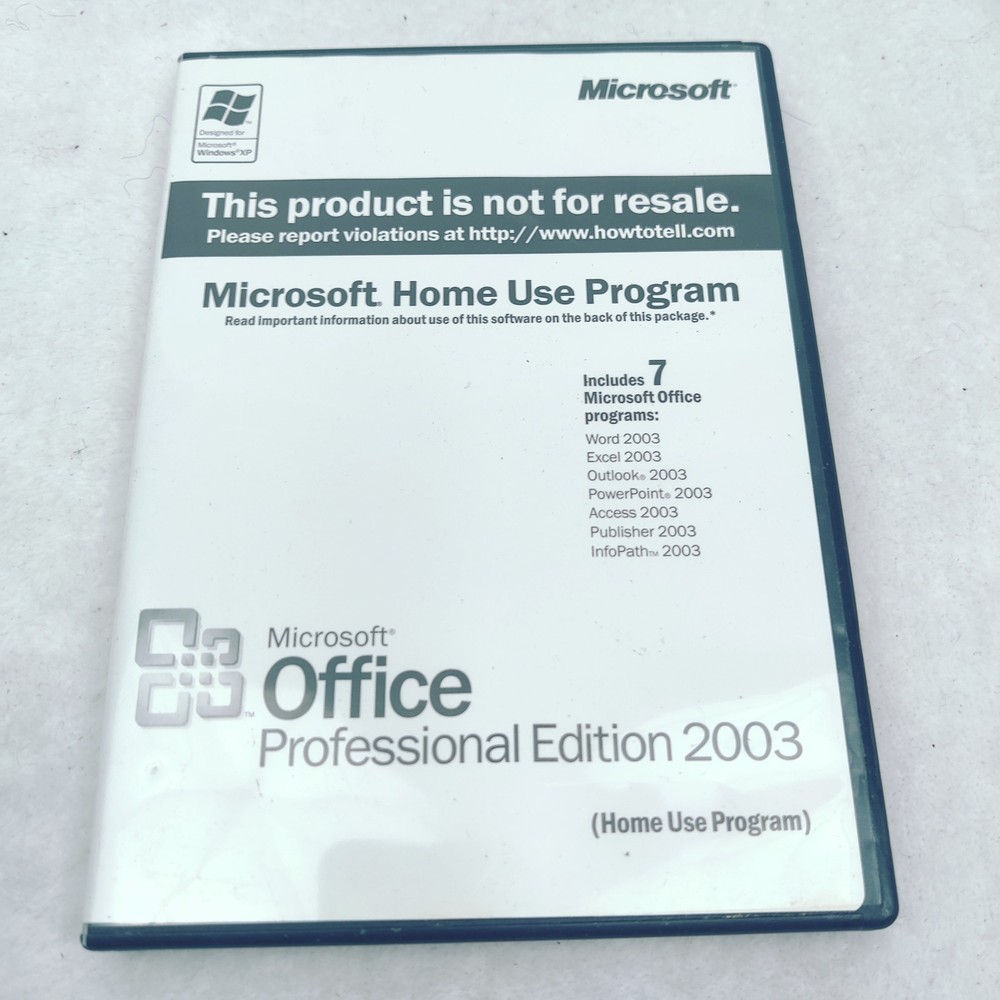 Microsoft®
Designed for
Microsoft®
Windows®XP
This product is not for resale.
Please report violations at http://www.howtotell.com
Microsoft® Home Use Program
Read important information about use of this software on the back of this package.*
Includes 7
Microsoft Office
programs:
Word 2003
Excel 2003
Outlook® 2003
PowerPoint® 2003
Access 2003
Publisher 2003
InfoPath™ 2003
Microsoft®
Office
Professional Edition 2003
(Home Use Program)